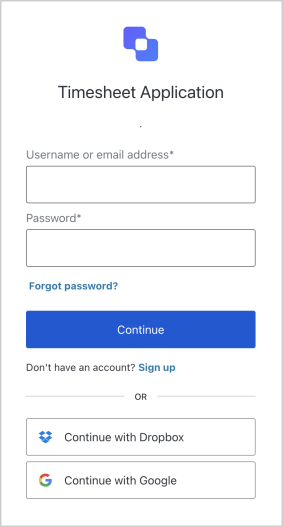 Timesheet Application
.
Username or email address*
Password*
Forgot password?
Continue
Don't have an account? Sign up
OR
Continue with Dropbox
Continue with Google